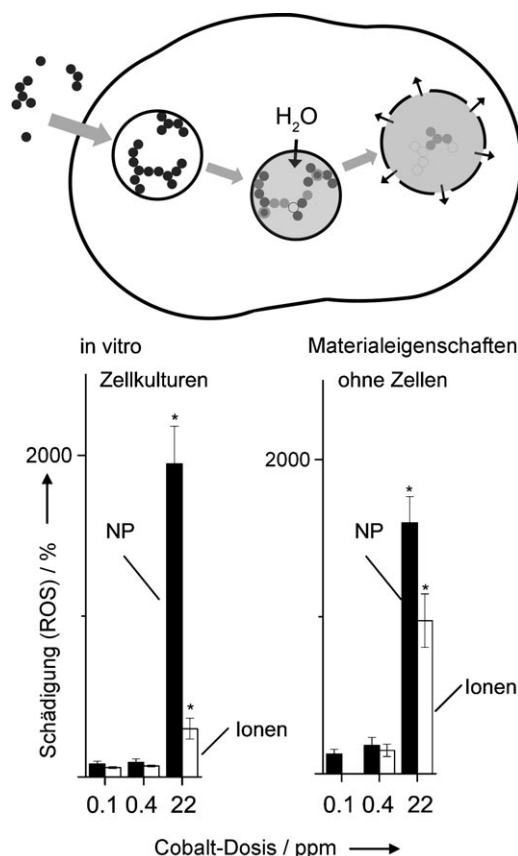 H₂O
in vitro
Zellkulturen
Materialeigenschaften
ohne Zellen
Schädigung (ROS) / %
2000
NP
*
*
Ionen
0.1 0.4 22
2000
NP
*
*
Ionen
0.1 0.4 22
Cobalt-Dosis / ppm